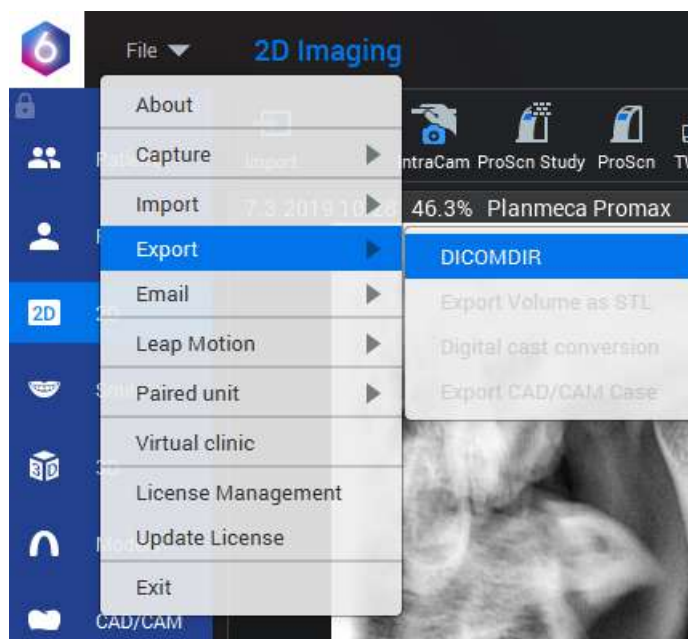 6
File
2D Imaging
About
Capture
Import
Export
Email
Leap Motion
Paired unit
Virtual clinic
License Management
Update License
Exit
Import
IntraCam
ProScn Study
ProScn
7.3.2019
46.3%
Planmeca Promax
DICOMDIR
Export Volume as STL
Digital cast conversion
Export CAD/CAM Case
2D
3D
CAD/CAM